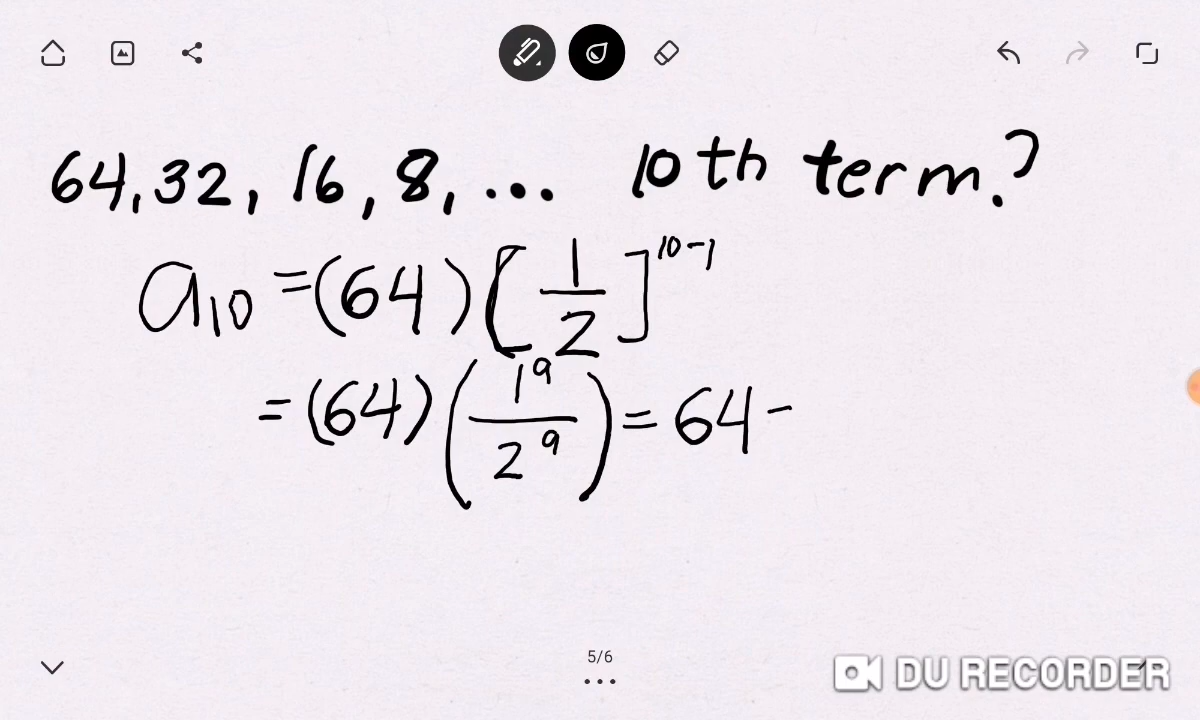 64, 32, 16, 8, ... 10th term.?
a₁₀ = (64) [1/2]^10-1
= (64) (1^9/2^9) = 64 -
5/6
DU RECORDER